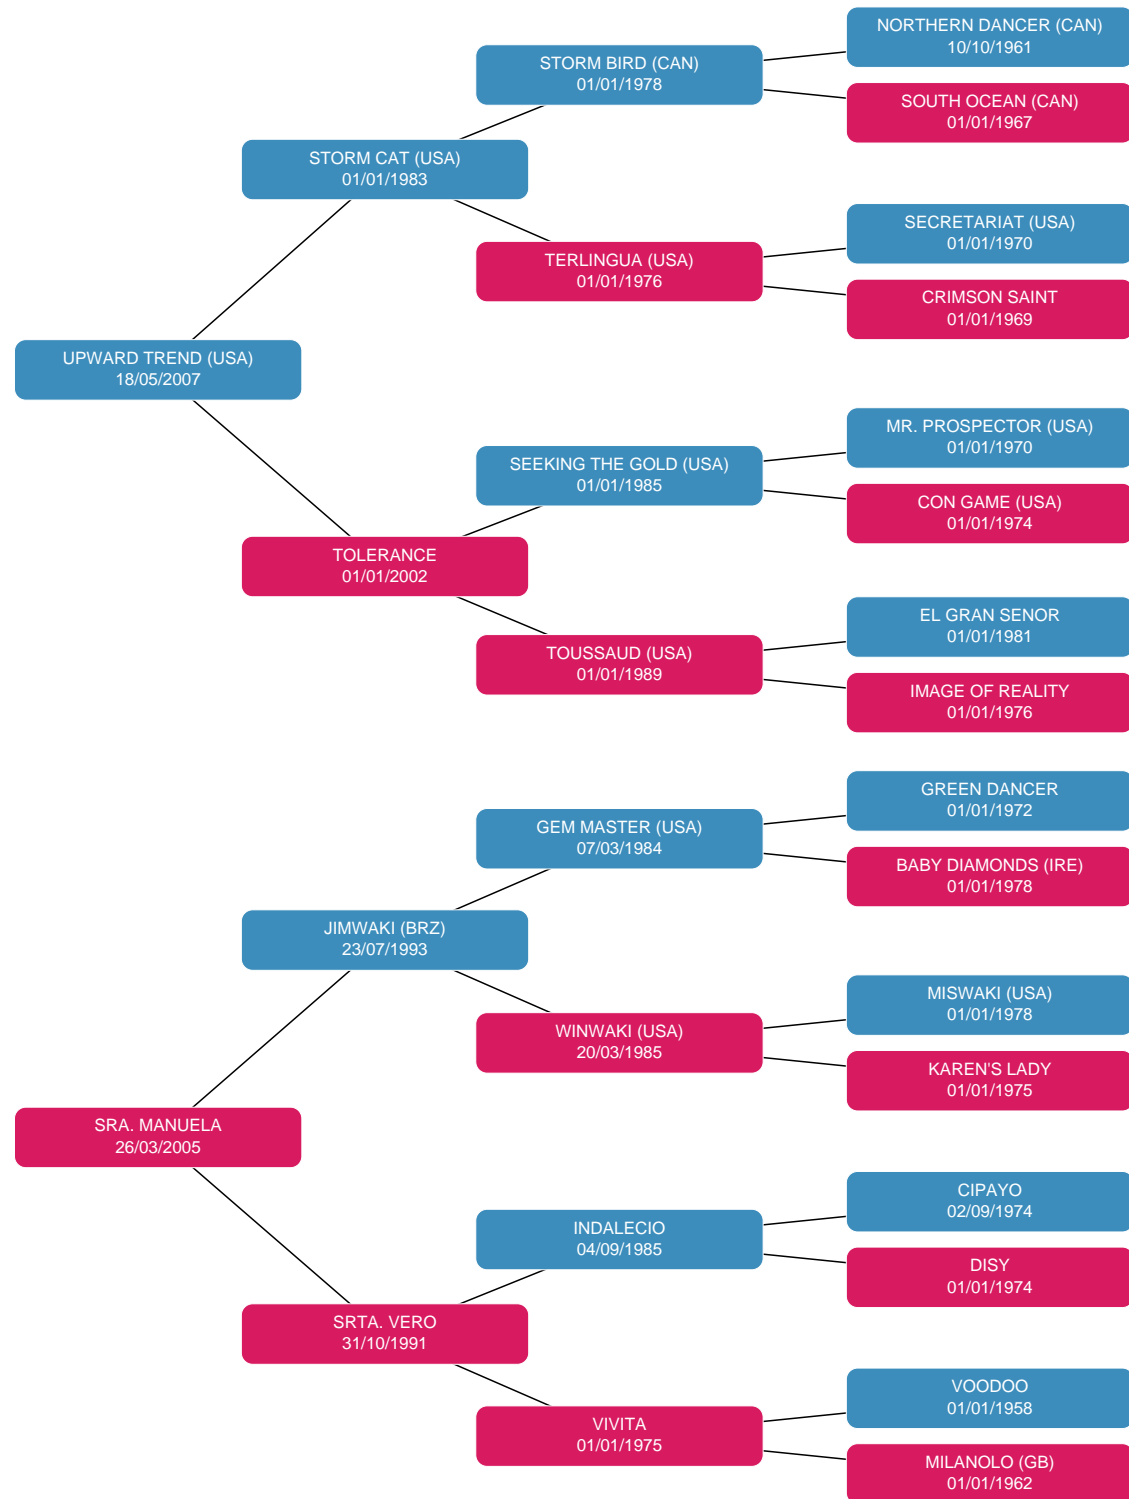 NORTHERN DANCER (CAN)
10/10/1961
STORM BIRD (CAN)
01/01/1978
SOUTH OCEAN (CAN)
01/01/1967
STORM CAT (USA)
01/01/1983
SECRETARIAT (USA)
01/01/1970
TERLINGUA (USA)
01/01/1976
CRIMSON SAINT
01/01/1969
UPWARD TREND (USA)
18/05/2007
MR. PROSPECTOR (USA)
01/01/1970
SEEKING THE GOLD (USA)
01/01/1985
CON GAME (USA)
01/01/1974
TOLERANCE
01/01/2002
EL GRAN SENOR
01/01/1981
TOUSSAUD (USA)
01/01/1989
IMAGE OF REALITY
01/01/1976
GREEN DANCER
01/01/1972
GEM MASTER (USA)
07/03/1984
BABY DIAMONDS (IRE)
01/01/1978
JIMWAKI (BRZ)
23/07/1993
MISWAKI (USA)
01/01/1978
WINWAKI (USA)
20/03/1985
KAREN'S LADY
01/01/1975
SRA. MANUELA
26/03/2005
CIPAYO
02/09/1974
INDALECIO
04/09/1985
DISY
01/01/1974
SRTA. VERO
31/10/1991
VOODOO
01/01/1958
VIVITA
01/01/1975
MILANOLO (GB)
01/01/1962